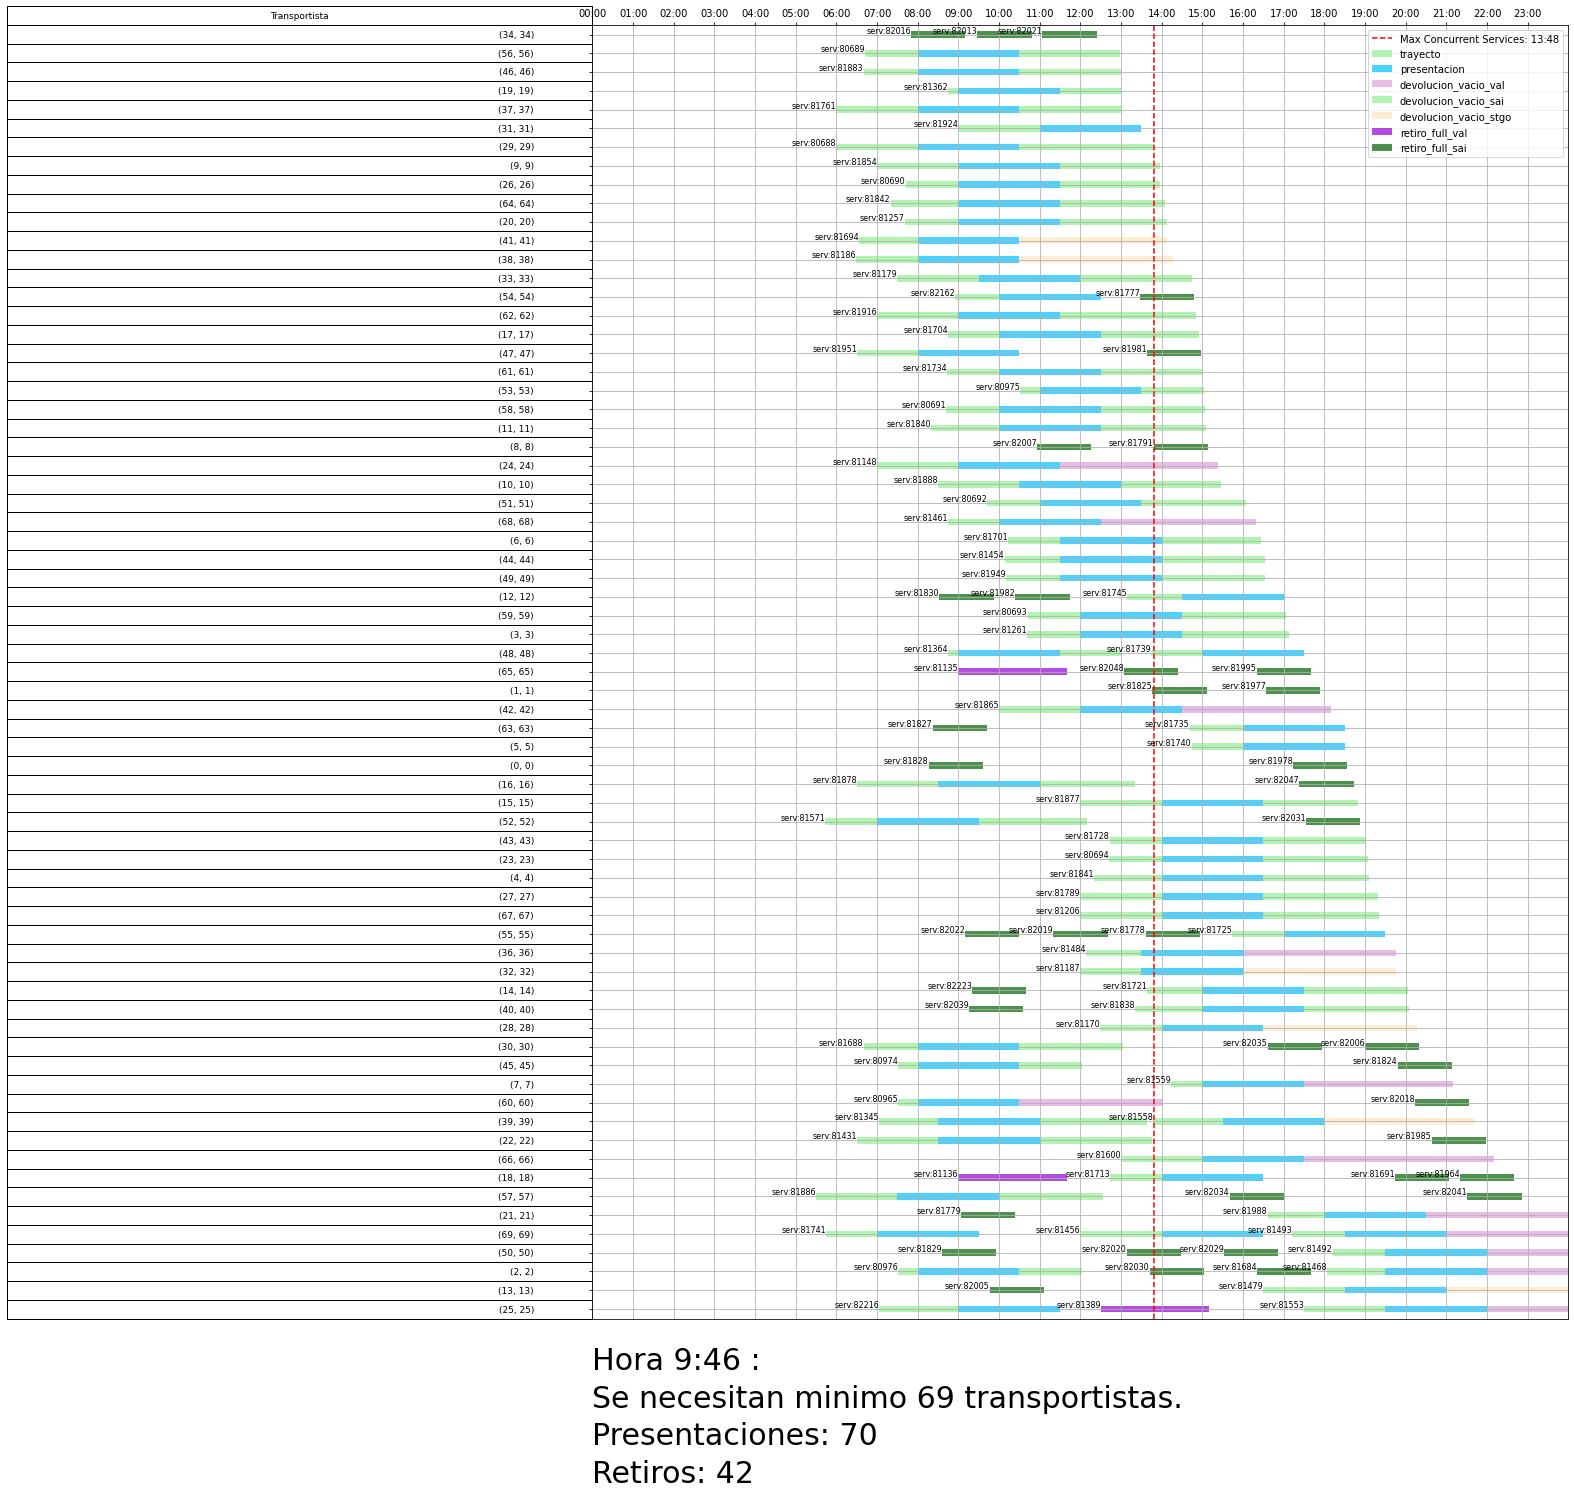 Transportista 00:00 01:00 02:00 03:00 04:00 05:00 06:00 07:00 08:00 09:00 10:00 11:00 12:00 13:00 14:00 15:00 16:00 17:00 18:00 19:00 20:00 21:00 22:00 23:00
(34, 34) serv:82016 serv:82013 serv:82021
Max Concurrent Services: 13:48
trayecto
presentacion
devolucion_vacio_val
devolucion_vacio_sai
devolucion_vacio_stgo
retiro_full_val
retiro_full_sai
(56, 56) serv:80689
(46, 46) serv:81883
(19, 19) serv:81362
(37, 37) serv:81761
(31, 31) serv:81924
(29, 29) serv:80688
(9, 9) serv:81854
(26, 26) serv:80690
(64, 64) serv:81842
(20, 20) serv:81257
(41, 41) serv:81694
(38, 38) serv:81186
(33, 33) serv:81179
(54, 54) serv:82162 serv:81777
(62, 62) serv:81916
(17, 17) serv:81704
(47, 47) serv:81951 serv:81981
(61, 61) serv:81734
(53, 53) serv:80975
(58, 58) serv:80691
(11, 11) serv:81840
(8, 8) serv:82007 serv:81791
(24, 24) serv:81148
(10, 10) serv:81888
(51, 51) serv:80692
(68, 68) serv:81461
(6, 6) serv:81701
(44, 44) serv:81454
(49, 49) serv:81949
(12, 12) serv:81830 serv:81982 serv:81745
(59, 59) serv:80693
(3, 3) serv:81261
(48, 48) serv:81364 serv:81739
(65, 65) serv:81135 serv:82048 serv:81995
(1, 1) serv:81825 serv:81977
(42, 42) serv:81865
(63, 63) serv:81827 serv:81735
(5, 5) serv:81740
(0, 0) serv:81828 serv:81978
(16, 16) serv:81878 serv:82047
(15, 15) serv:81877
(52, 52) serv:81571 serv:82031
(43, 43) serv:81728
(23, 23) serv:80694
(4, 4) serv:81841
(27, 27) serv:81789
(67, 67) serv:81206
(55, 55) serv:82022 serv:82019 serv:81778 serv:81725
(36, 36) serv:81484
(32, 32) serv:81187
(14, 14) serv:82223 serv:81721
(40, 40) serv:82039 serv:81838
(28, 28) serv:81170
(30, 30) serv:81688 serv:82035 serv:82006
(45, 45) serv:80974 serv:81824
(7, 7) serv:81559
(60, 60) serv:80965 serv:82018
(39, 39) serv:81345 serv:81558
(22, 22) serv:81431 serv:81985
(66, 66) serv:81600
(18, 18) serv:81136 serv:81713 serv:81691 serv:81964
(57, 57) serv:81886 serv:82034 serv:82041
(21, 21) serv:81779 serv:81988
(69, 69) serv:81741 serv:81456 serv:81493
(50, 50) serv:81829 serv:82020 serv:82029 serv:81492
(2, 2) serv:80976 serv:82030 serv:81684 serv:81468
(13, 13) serv:82005 serv:81479
(25, 25) serv:82216 serv:81389 serv:81553
Hora 9:46 :
Se necesitan minimo 69 transportistas.
Presentaciones: 70
Retiros: 42